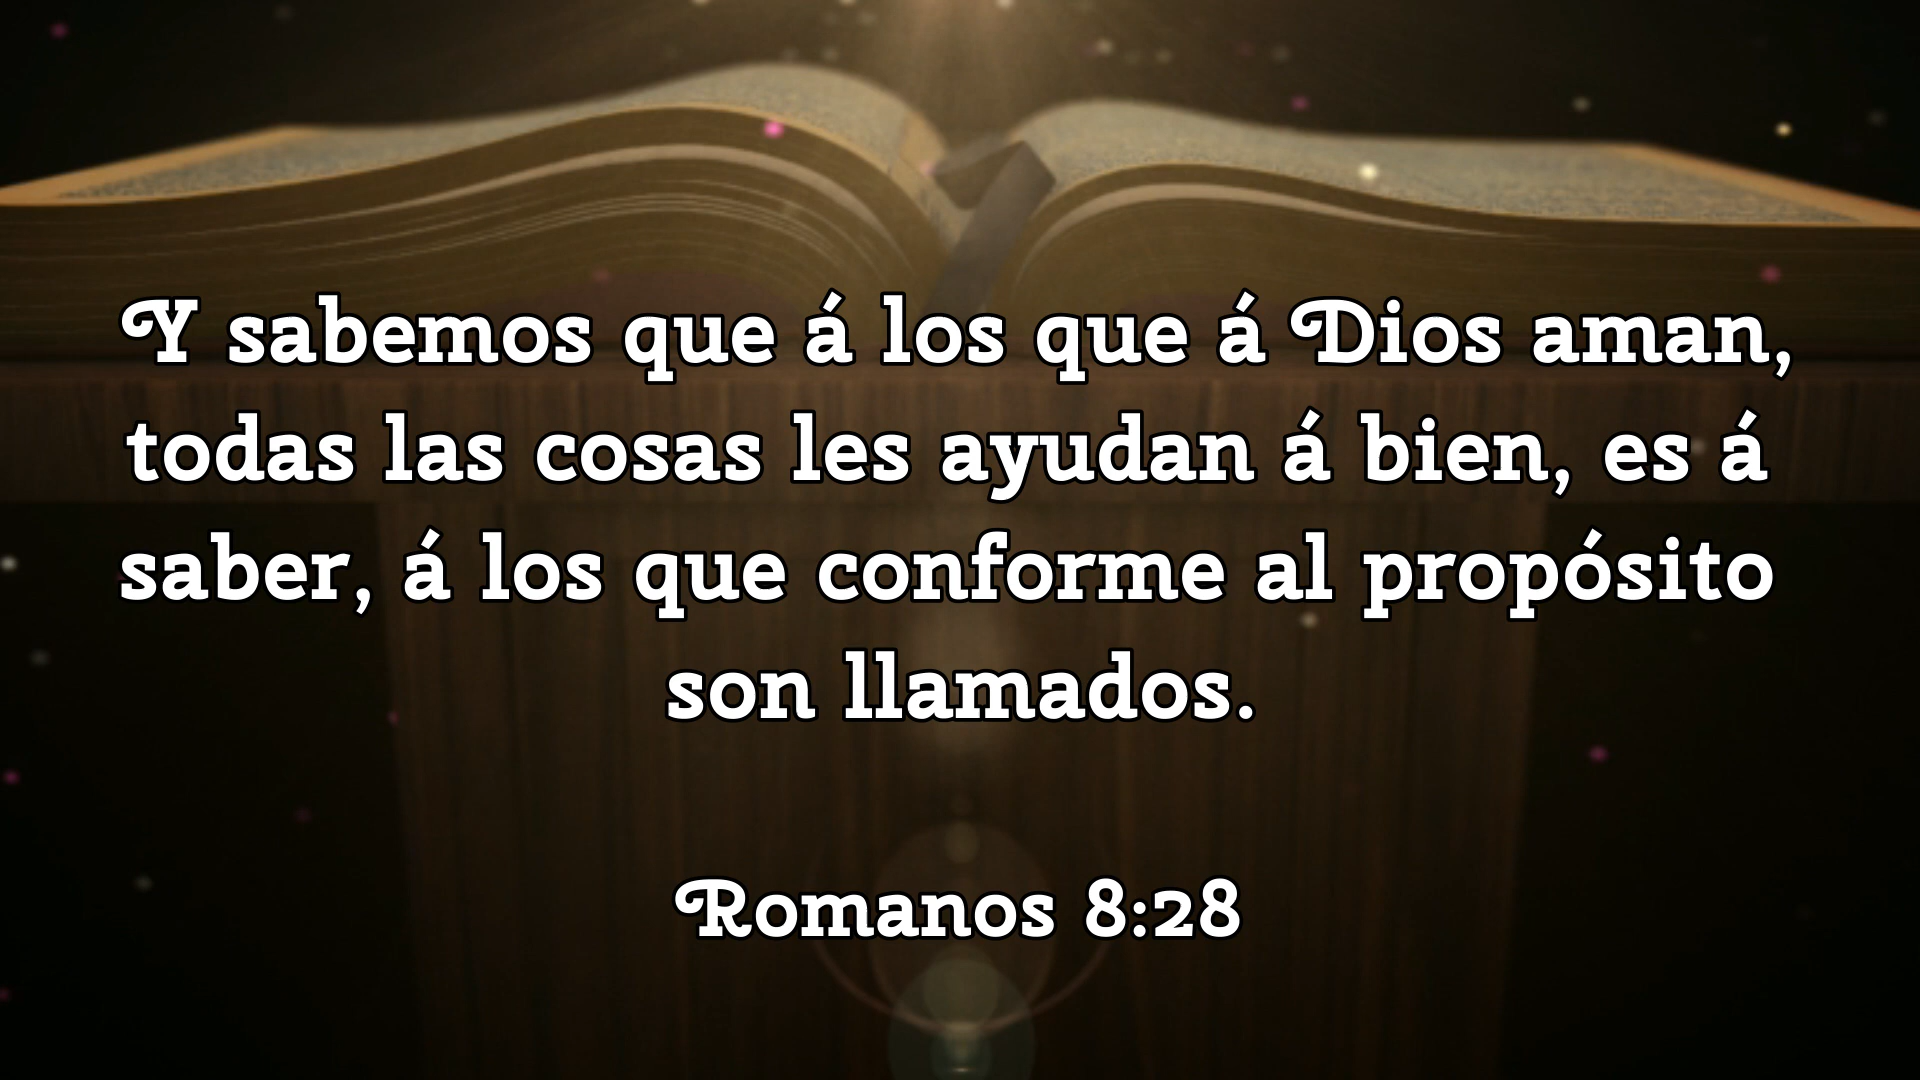 Y sabemos que á los que á Dios aman,
todas las cosas les ayudan á bien, es á
saber, á los que conforme al propósito
son llamados.
Romanos 8:28